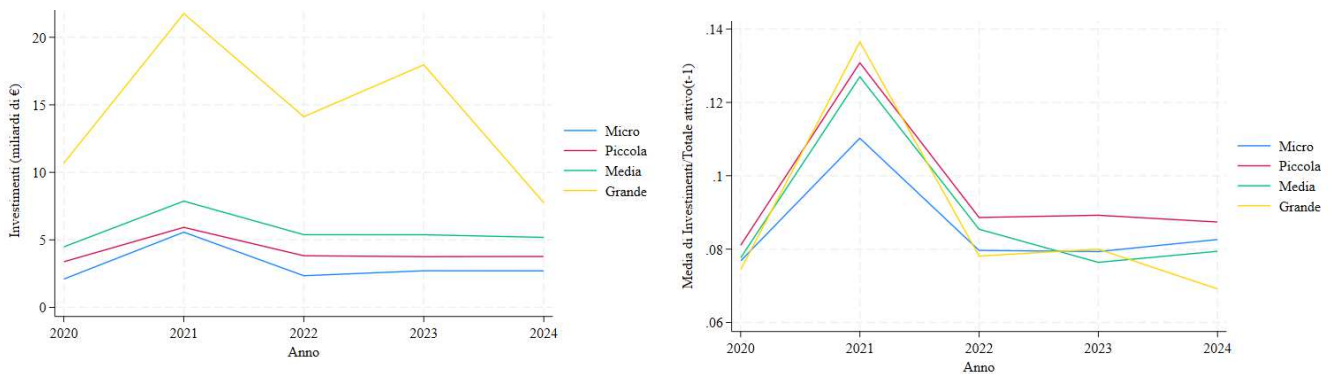 Investimenti (miliardi di €)
20
15
10
5
0
2020 2021 2022 2023 2024
Anno
Micro
Piccola
Media
Grande
Media di Investimenti/Totale attivo(t-1)
.14
.12
.1
.08
.06
2020 2021 2022 2023 2024
Anno
Micro
Piccola
Media
Grande